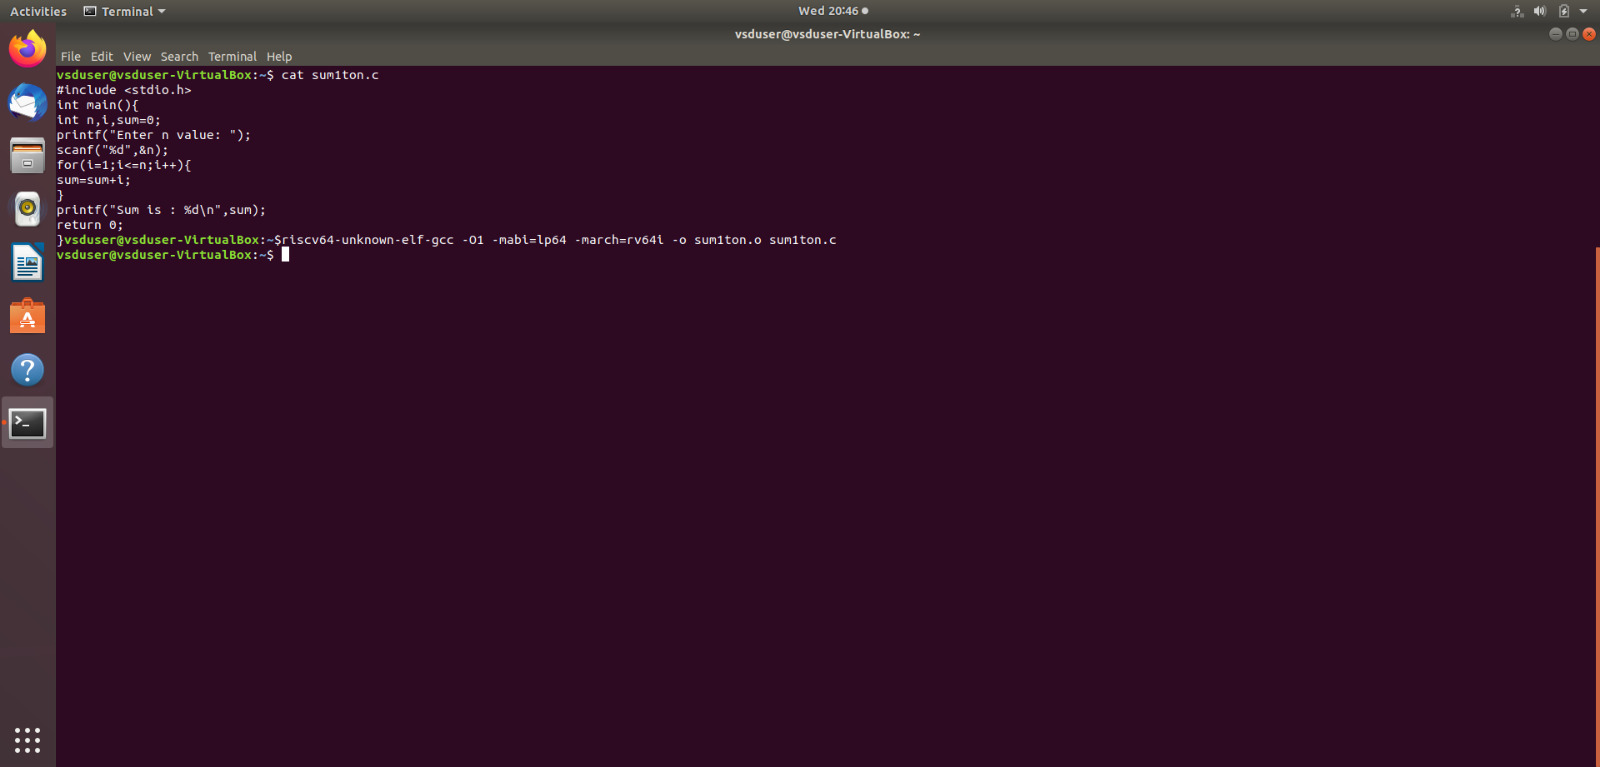 Activities Terminal Wed 20:46
vsduser@vsduser-VirtualBox: ~
File Edit View Search Terminal Help
vsduser@vsduser-VirtualBox:~$ cat sum1ton.c
#include <stdio.h>
int main(){
int n,i,sum=0;
printf("Enter n value: ");
scanf("%d",&n);
for(i=1;i<=n;i++){
sum=sum+i;
}
printf("Sum is : %d\n",sum);
return 0;
}vsduser@vsduser-VirtualBox:~$riscv64-unknown-elf-gcc -O1 -mabi=lp64 -march=rv64i -o sum1ton.o sum1ton.c
vsduser@vsduser-VirtualBox:~$